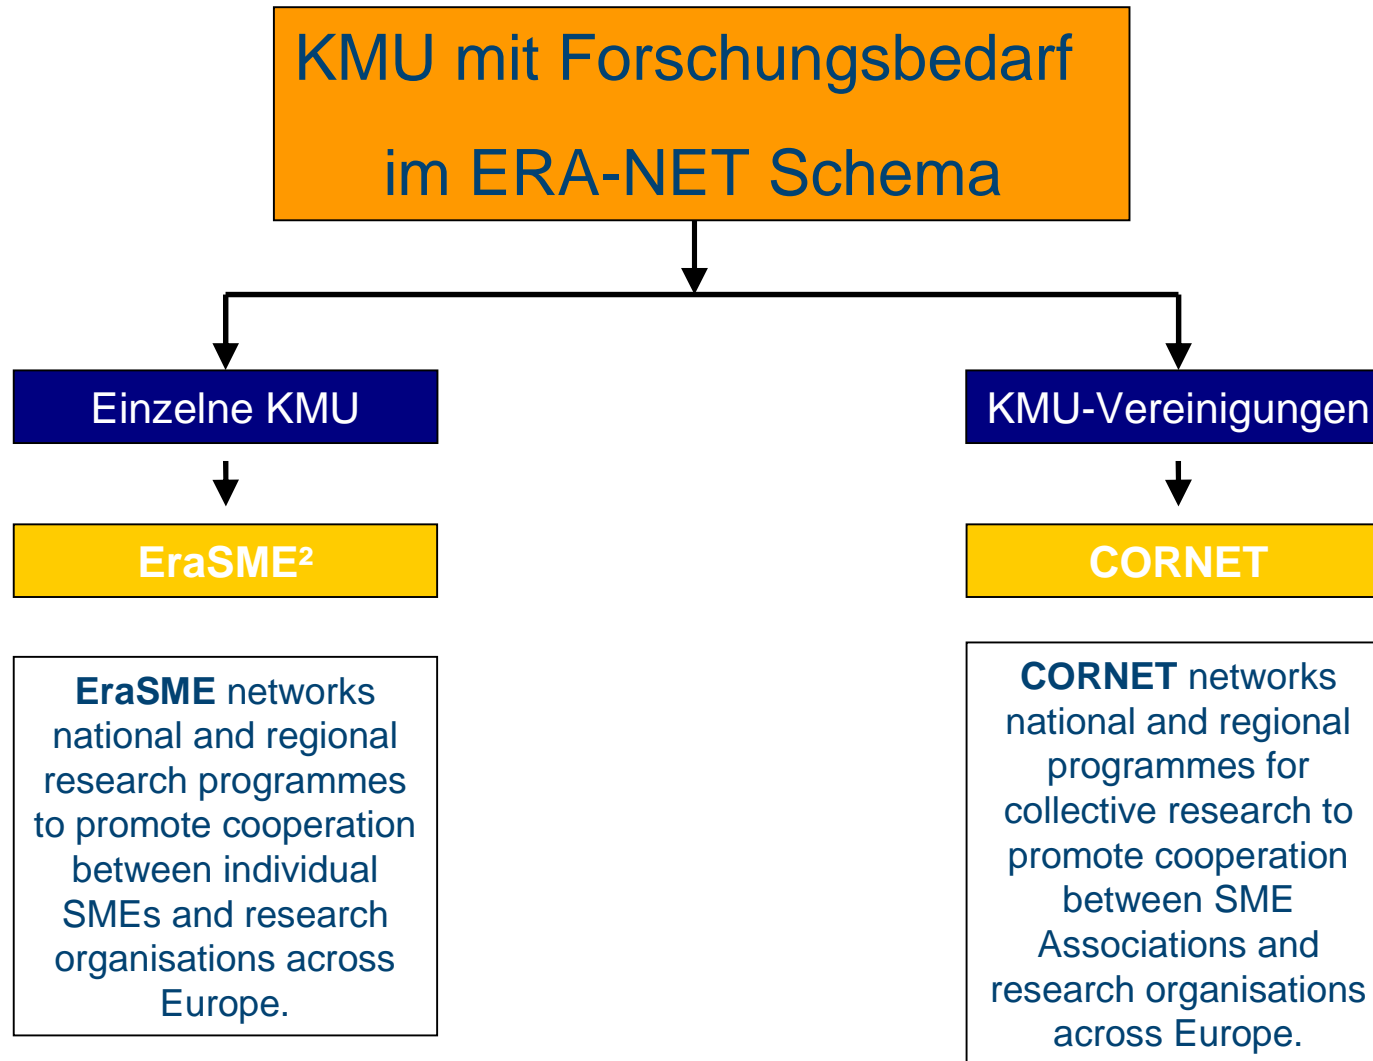 KMU mit Forschungsbedarf
im ERA-NET Schema
Einzelne KMU
EraSME²
EraSME networks
national and regional
research programmes
to promote cooperation
between individual
SMEs and research
organisations across
Europe.
KMU-Vereinigungen
CORNET
CORNET networks
national and regional
programmes for
collective research to
promote cooperation
between SME
Associations and
research organisations
across Europe.